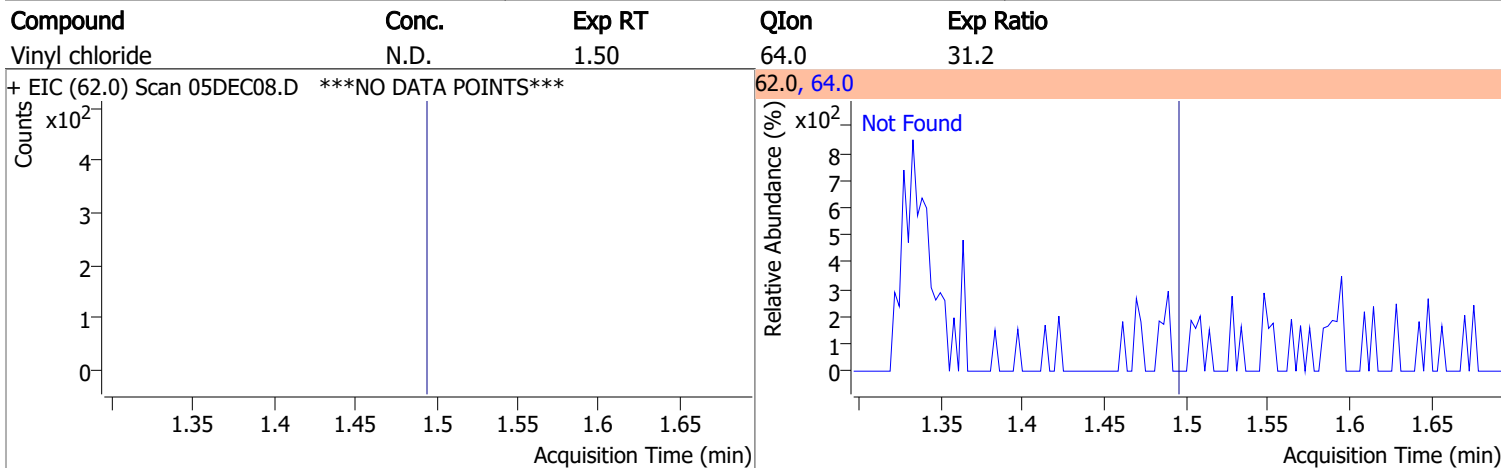 Compound Conc. Exp RT QIon Exp Ratio
Vinyl chloride N.D. 1.50 64.0 31.2
+ EIC (62.0) Scan 05DEC08.D ***NO DATA POINTS***
Counts
x10²
4
3
2
1
0
1.35 1.4 1.45 1.5 1.55 1.6 1.65
Acquisition Time (min)
62.0, 64.0
Relative Abundance (%)
x10²
Not Found
8
7
6
5
4
3
2
1
0
1.35 1.4 1.45 1.5 1.55 1.6 1.65
Acquisition Time (min)